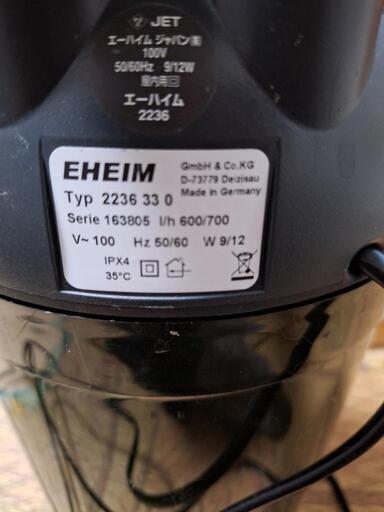 JET
エーハイム ジャパン㈱
100V
50/60Hz 9/12W
屋内用
エーハイム
2236
EHEIM
GmbH & Co.KG
D-73779 Deizisau
Made in Germany
Typ 2236 33 0
Serie 163805 l/h 600/700
V~ 100 Hz 50/60 W 9/12
IPX4
35°C